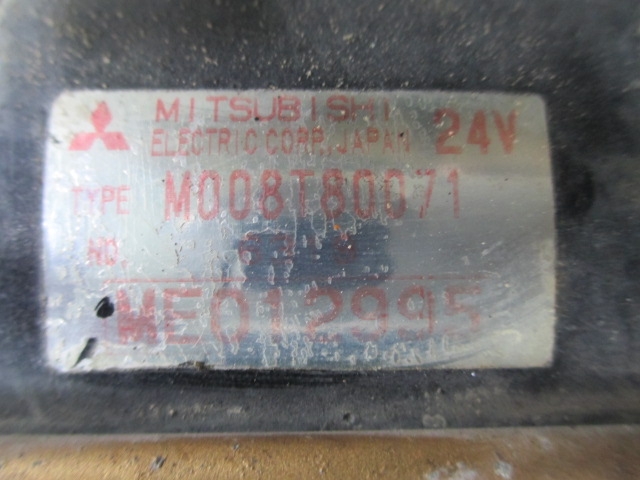 MITSUBISHI
ELECTRIC CORP. JAPAN 24V
TYPE M008T80071
NO.
ME012995